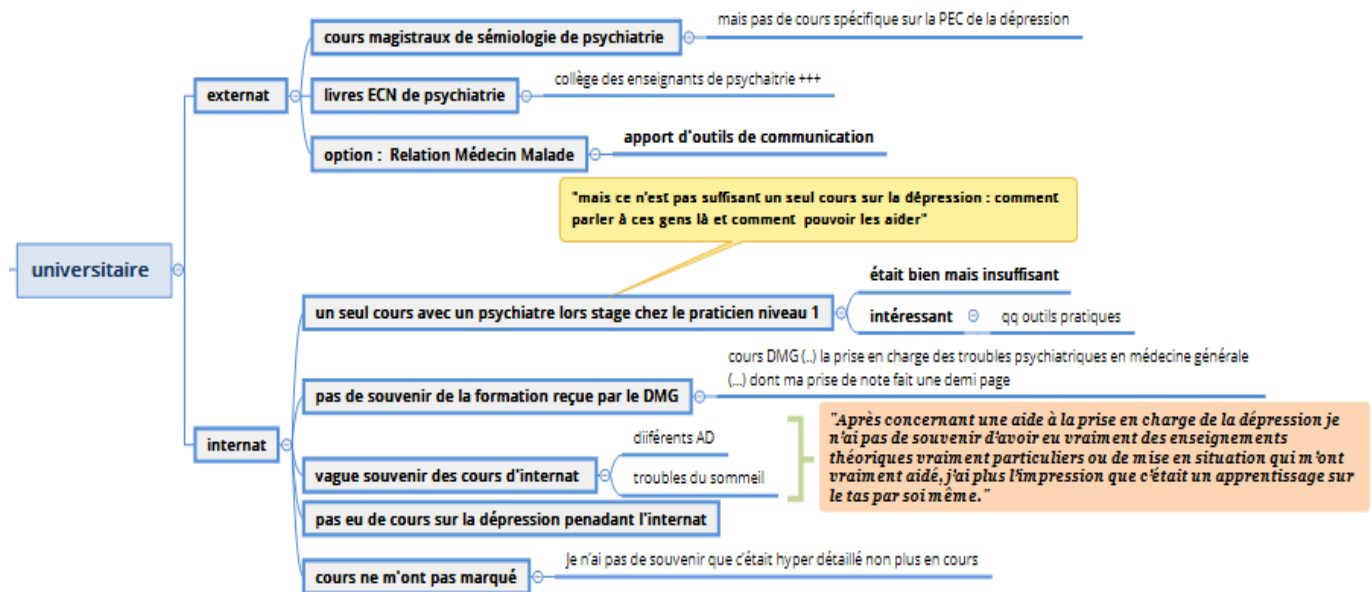 universitaire
externat
cours magistraux de sémiologie de psychiatrie
mais pas de cours spécifique sur la PEC de la dépression
livres ECN de psychiatrie
collège des enseignants de psychaitrie +++
option : Relation Médecin Malade
apport d'outils de communication
"mais ce n'est pas suffisant un seul cours sur la dépression : comment
parler à ces gens là et comment pouvoir les aider"
internat
un seul cours avec un psychiatre lors stage chez le praticien niveau 1
était bien mais insuffisant
intéressant
qq outils pratiques
pas de souvenir de la formation reçue par le DMG
cours DMG (..) la prise en charge des troubles psychiatriques en médecine générale
(...) dont ma prise de note fait une demi page
vague souvenir des cours d'internat
diiférents AD
troubles du sommeil
"Après concernant une aide à la prise en charge de la dépression je
n'ai pas de souvenir d'avoir eu vraiment des enseignements
théoriques vraiment particuliers ou de mise en situation qui m'ont
vraiment aidé, j'ai plus l'impression que c'était un apprentissage sur
le tas par soi même."
pas eu de cours sur la dépression penadant l'internat
cours ne m'ont pas marqué
Je n'ai pas de souvenir que c'était hyper détaillé non plus en cours